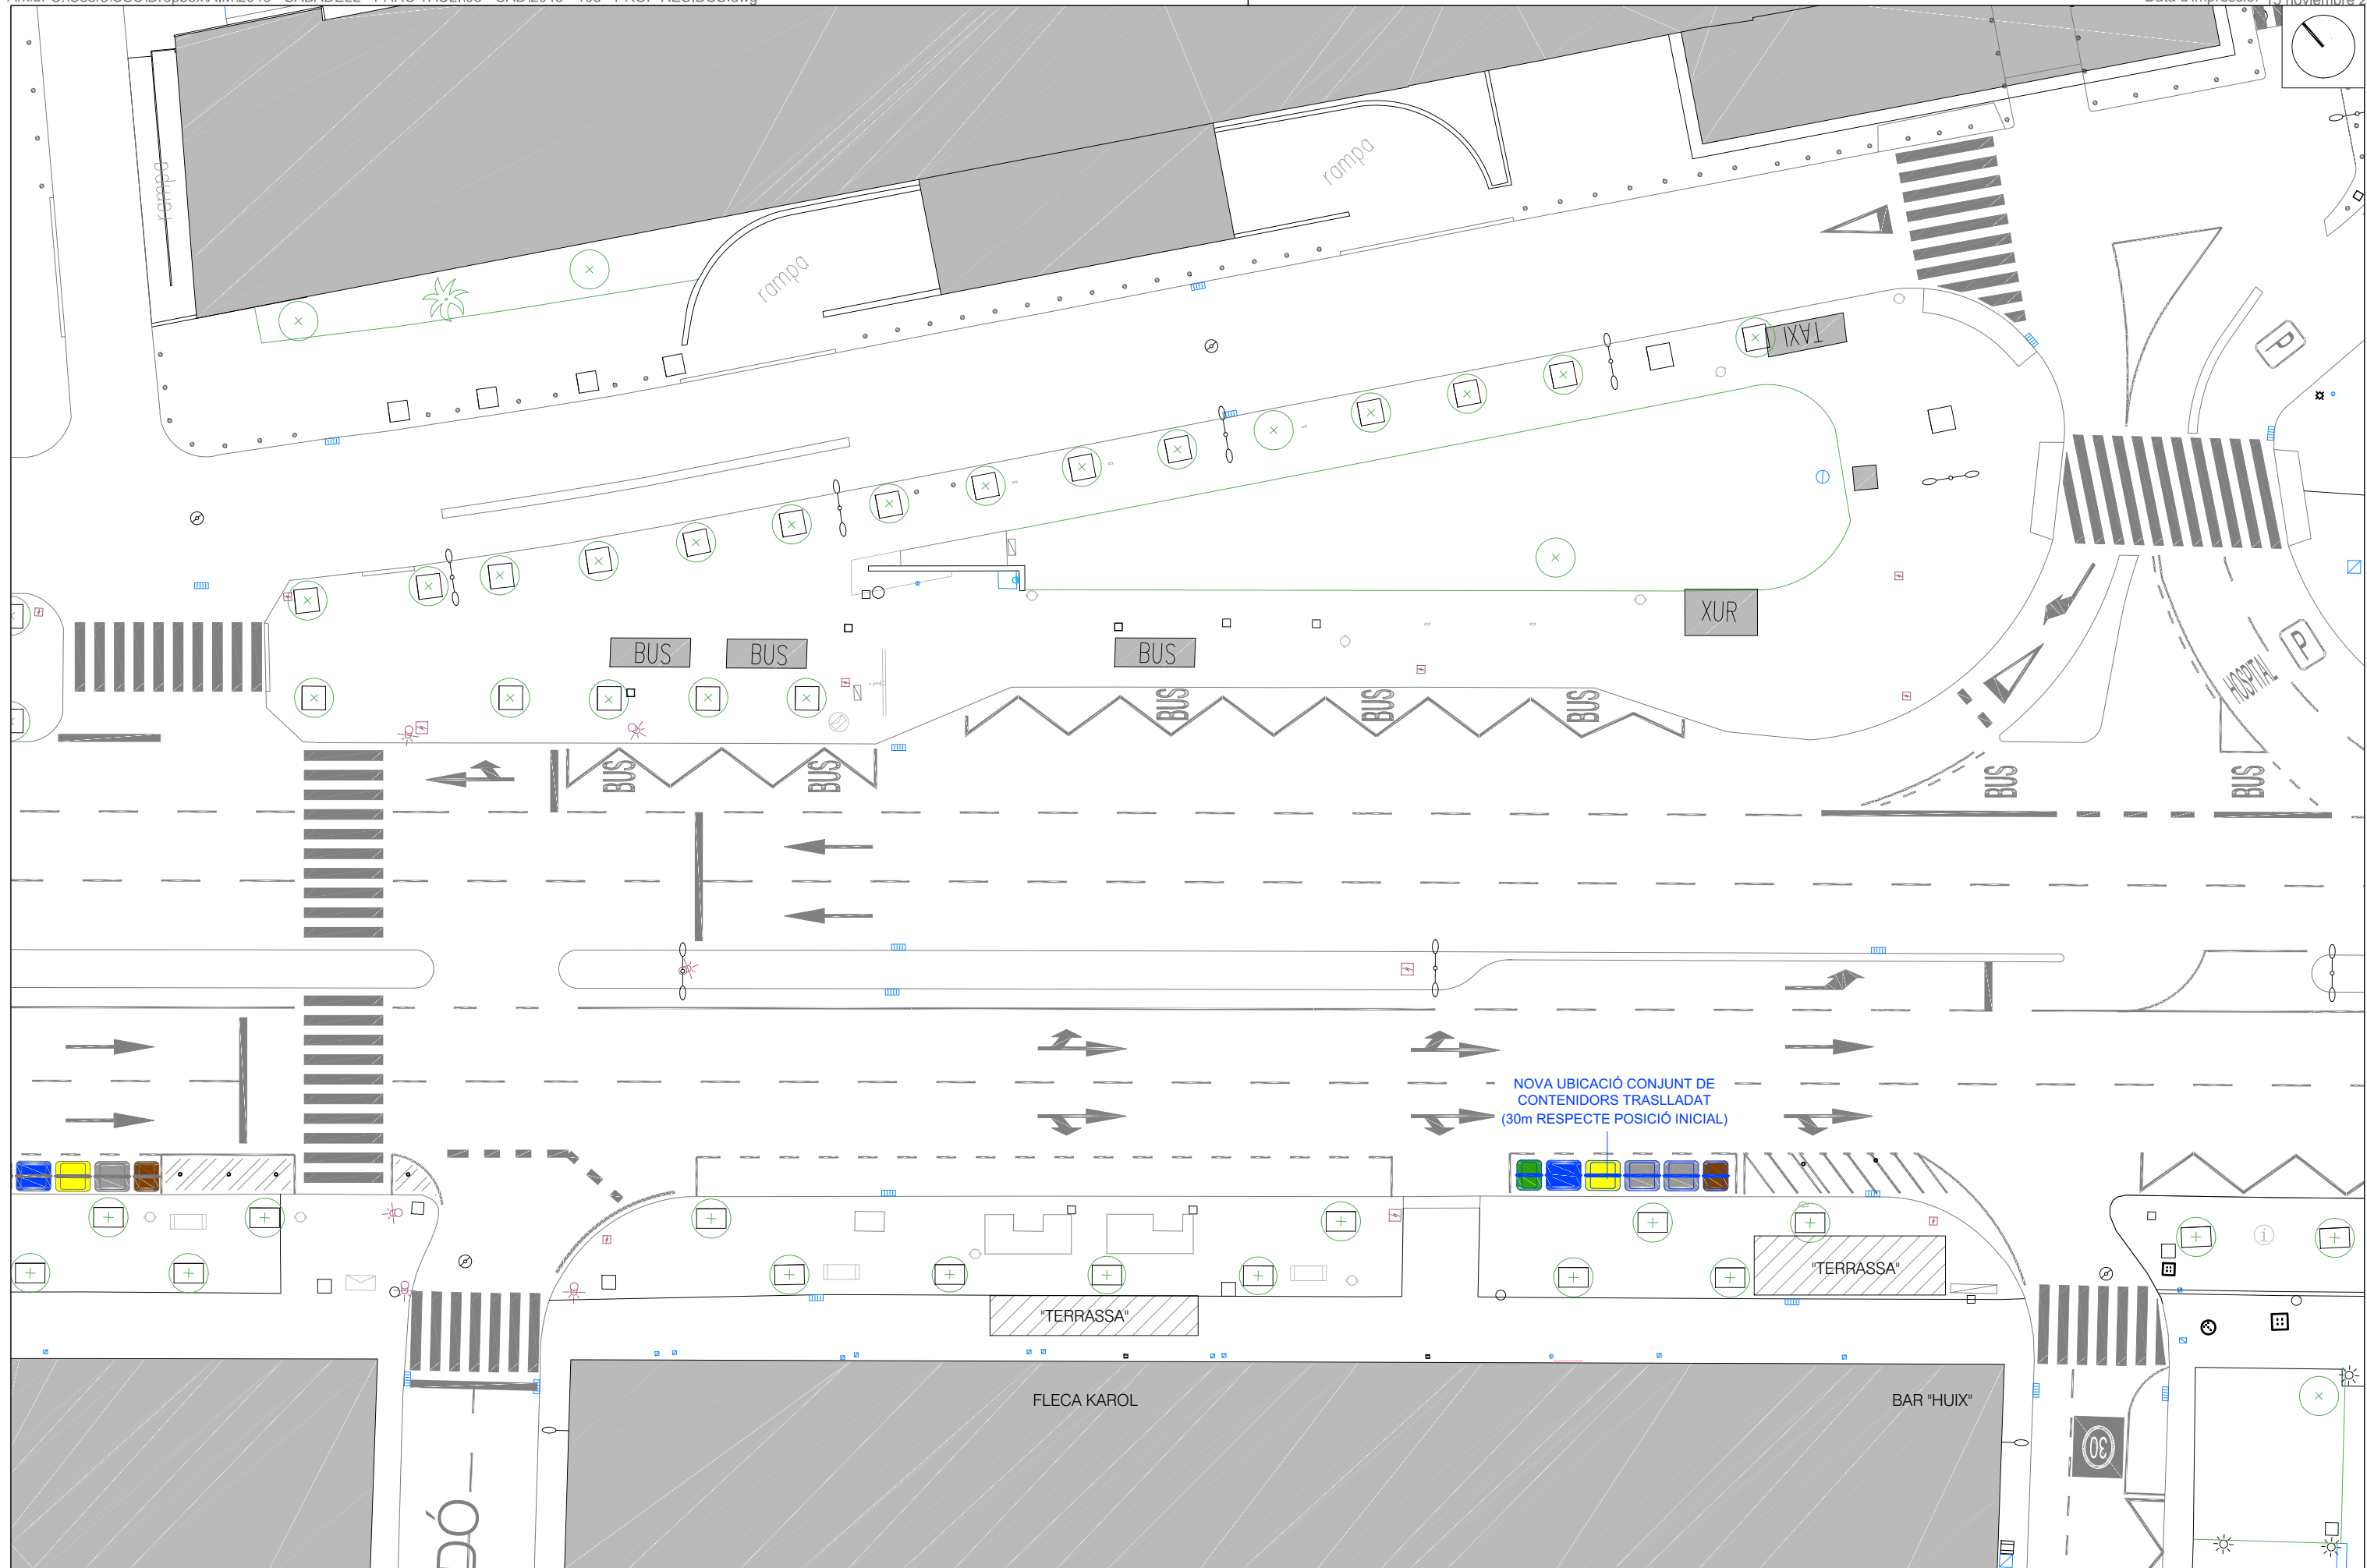 rampa
rampa
rampa
TAXI
P
XUR
BUS
BUS
BUS
P
HOSPITAL
BUS
BUS
BUS
BUS
BUS
BUS
BUS
NOVA UBICACIÓ CONJUNT DE
CONTENIDORS TRASLLADAT
(30m RESPECTE POSICIÓ INICIAL)
i
"TERRASSA"
"TERRASSA"
FLECA KAROL
BAR "HUIX"
30
DÓ